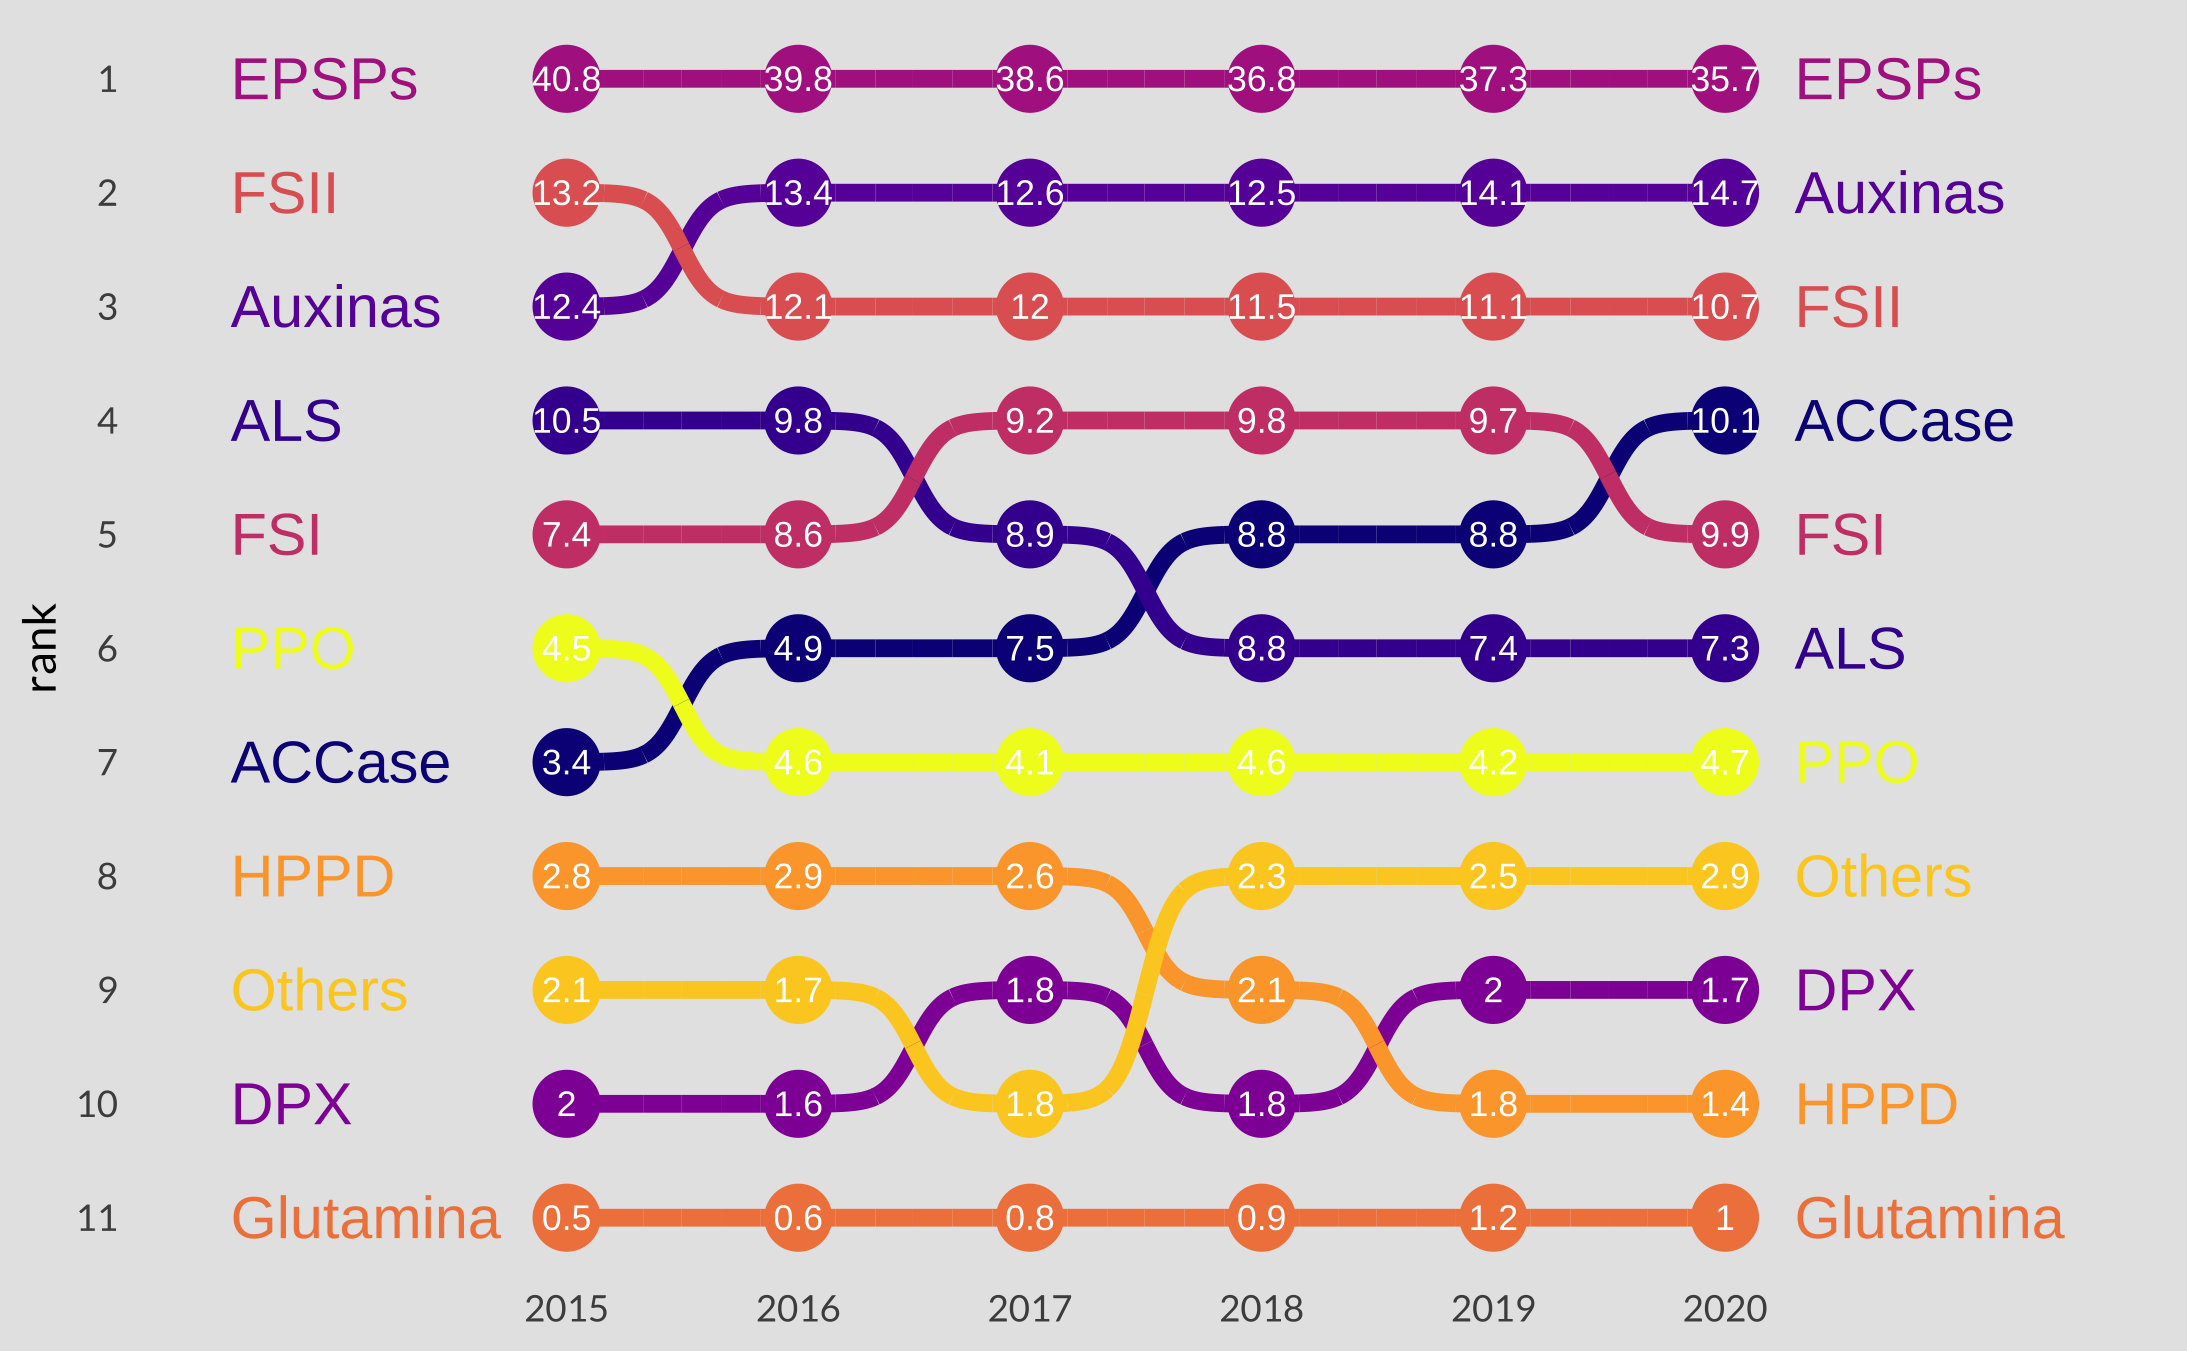 1 EPSPs 40.8 39.8 38.6 36.8 37.3 35.7 EPSPs
2 FSII 13.2 13.4 12.6 12.5 14.1 14.7 Auxinas
3 Auxinas 12.4 12.1 12 11.5 11.1 10.7 FSII
4 ALS 10.5 9.8 9.2 9.8 9.7 10.1 ACCase
5 FSI 7.4 8.6 8.9 8.8 8.8 9.9 FSI
rank
6 PPO 4.5 4.9 7.5 8.8 7.4 7.3 ALS
7 ACCase 3.4 4.6 4.1 4.6 4.2 4.7 PPO
8 HPPD 2.8 2.9 2.6 2.3 2.5 2.9 Others
9 Others 2.1 1.7 1.8 2.1 2 1.7 DPX
10 DPX 2 1.6 1.8 1.8 1.8 1.4 HPPD
11 Glutamina 0.5 0.6 0.8 0.9 1.2 1 Glutamina
2015 2016 2017 2018 2019 2020